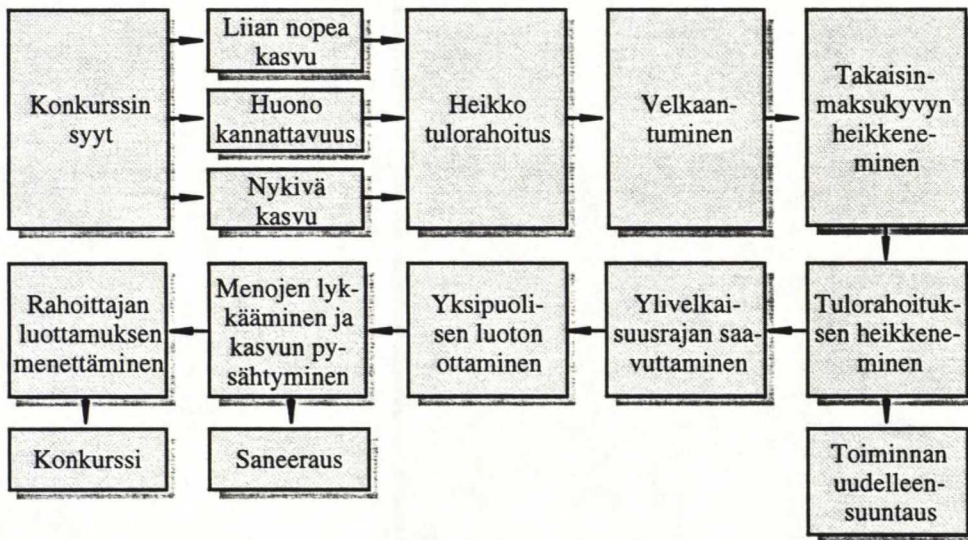 Konkurssin
syyt
Liian nopea
kasvu
Huono
kannattavuus
Nykivä
kasvu
Heikko
tulorahoitus
Velkaan-
tuminen
Takaisin-
maksukyvyn
heikkene-
minen
Rahoittajan
luottamuksen
menettäminen
Menojen lyk-
kääminen ja
kasvun py-
sähtyminen
Yksipuoli-
sen luoton
ottaminen
Ylivelkai-
suusrajan saa-
vuttaminen
Tulorahoituk-
sen heikkene-
minen
Konkurssi
Saneeraus
Toiminnan
uudelleen-
suuntaus